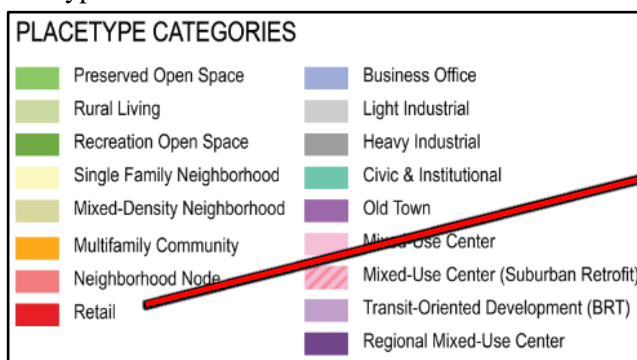 PLACETYPE CATEGORIES
Preserved Open Space
Rural Living
Recreation Open Space
Single Family Neighborhood
Mixed-Density Neighborhood
Multifamily Community
Neighborhood Node
Retail
Business Office
Light Industrial
Heavy Industrial
Civic & Institutional
Old Town
Mixed-Use Center
Mixed-Use Center (Suburban Retrofit)
Transit-Oriented Development (BRT)
Regional Mixed-Use Center